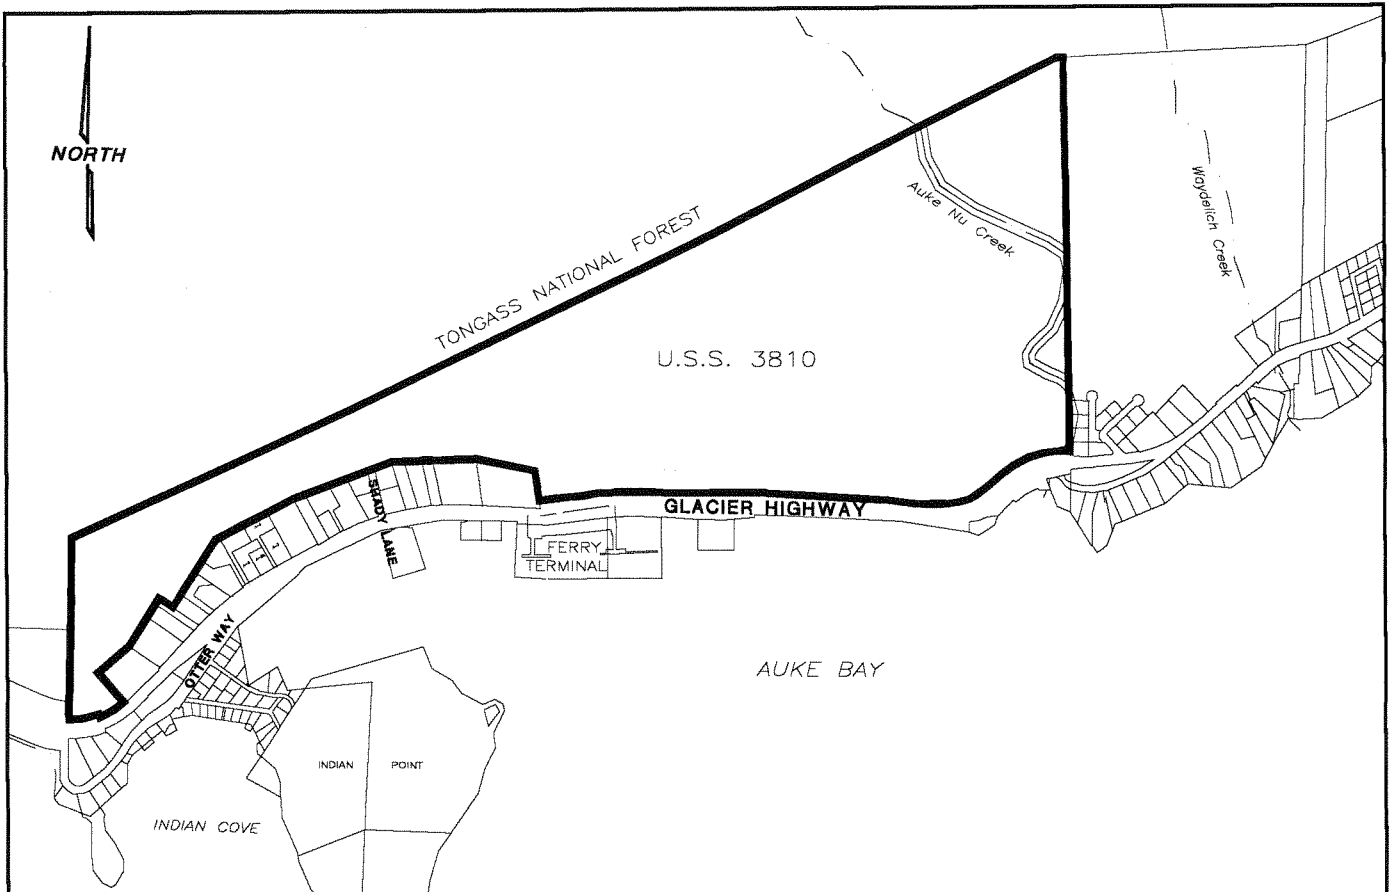 NORTH
Auke Nu Creek
Waydelich Creek
TONGASS NATIONAL FOREST
U.S.S. 3810
SHADY LANE
GLACIER HIGHWAY
FERRY
TERMINAL
OTTER WAY
AUKE BAY
INDIAN POINT
INDIAN COVE